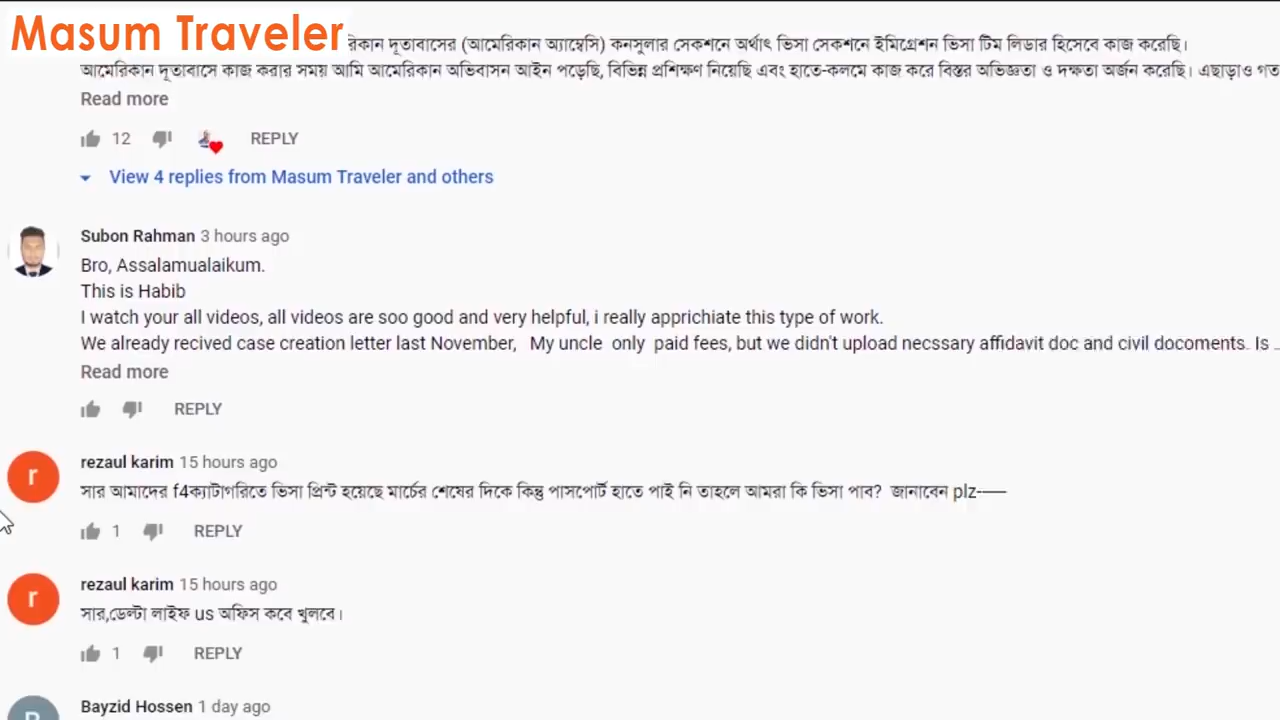 Masum Traveler
রিকান দূতাবাসের (আমেরিকান অ্যাম্বেসি) কনসুলার সেকশনে অর্থাৎ ভিসা সেকশনে ইমিগ্রেশন ভিসা টিম লিডার হিসেবে কাজ করেছি।
আমেরিকান দূতাবাসে কাজ করার সময় আমি আমেরিকান অভিবাসন আইন পড়েছি, বিভিন্ন প্রশিক্ষণ নিয়েছি এবং হাতে-কলমে কাজ করে বিস্তর অভিজ্ঞতা ও দক্ষতা অর্জন করেছি। এছাড়াও গত
Read more
12 REPLY
View 4 replies from Masum Traveler and others
Subon Rahman 3 hours ago
Bro, Assalamualaikum.
This is Habib
I watch your all videos, all videos are soo good and very helpful, i really apprichiate this type of work.
We already recived case creation letter last November, My uncle only paid fees, but we didn't upload necssary affidavit doc and civil docoments. Is ...
Read more
REPLY
r
rezaul karim 15 hours ago
সার আমাদের f4ক্যাটাগরিতে ভিসা প্রিন্ট হয়েছে মার্চের শেষের দিকে কিন্তু পাসপোর্ট হাতে পাই নি তাহলে আমরা কি ভিসা পাব? জানাবেন plz-----
1 REPLY
r
rezaul karim 15 hours ago
সার,ডেল্টা লাইফ us অফিস কবে খুলবে।
1 REPLY
Bayzid Hossen 1 day ago